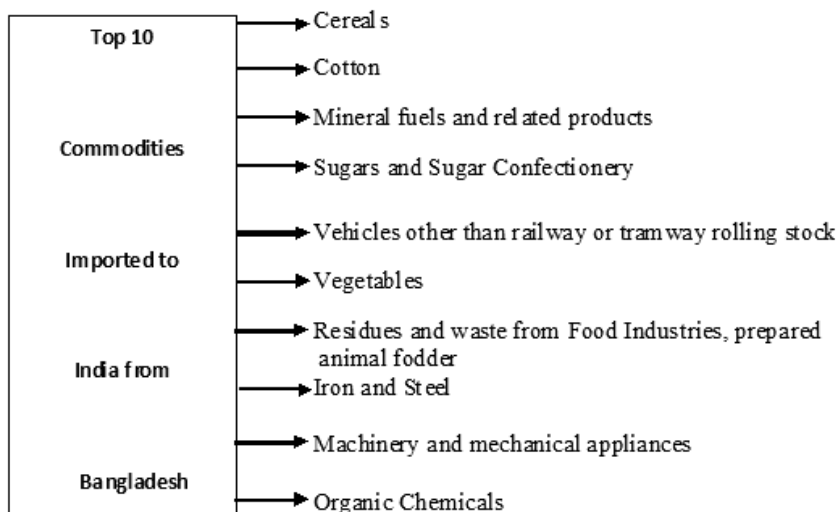 Top 10
Commodities
Imported to
India from
Bangladesh
Cereals
Cotton
Mineral fuels and related products
Sugars and Sugar Confectionery
Vehicles other than railway or tramway rolling stock
Vegetables
Residues and waste from Food Industries, prepared
animal fodder
Iron and Steel
Machinery and mechanical appliances
Organic Chemicals